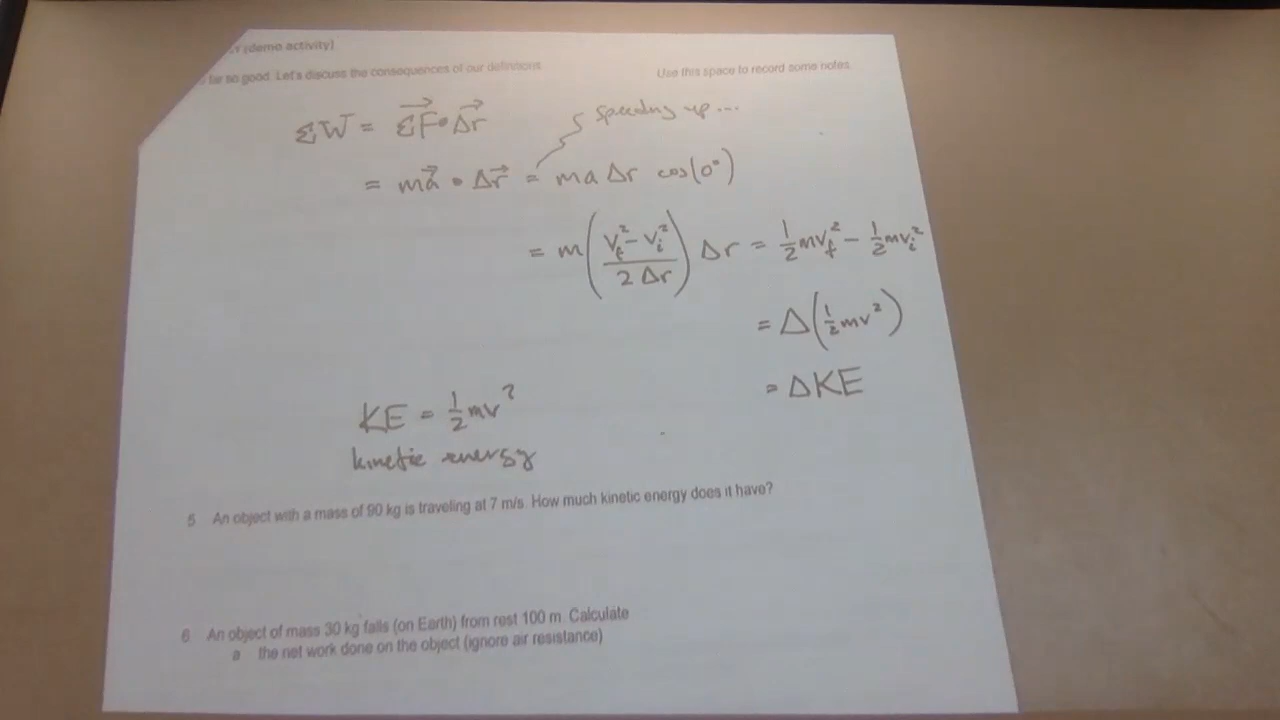 (demo activity)
far so good. Let's discuss the consequences of our definitions.
Use this space to record some notes.
speeding up...
ΣW = ΣF⃗ • Δr⃗
= ma⃗ • Δr⃗ = ma Δr cos(0°)
= m((v_f² - v_i²)/(2 Δr)) Δr = ½mv_f² - ½mv_i²
= Δ(½mv²)
= ΔKE
KE = ½mv²
kinetic energy
5 An object with a mass of 90 kg is traveling at 7 m/s. How much kinetic energy does it have?
6 An object of mass 30 kg falls (on Earth) from rest 100 m. Calculate
a the net work done on the object (ignore air resistance)